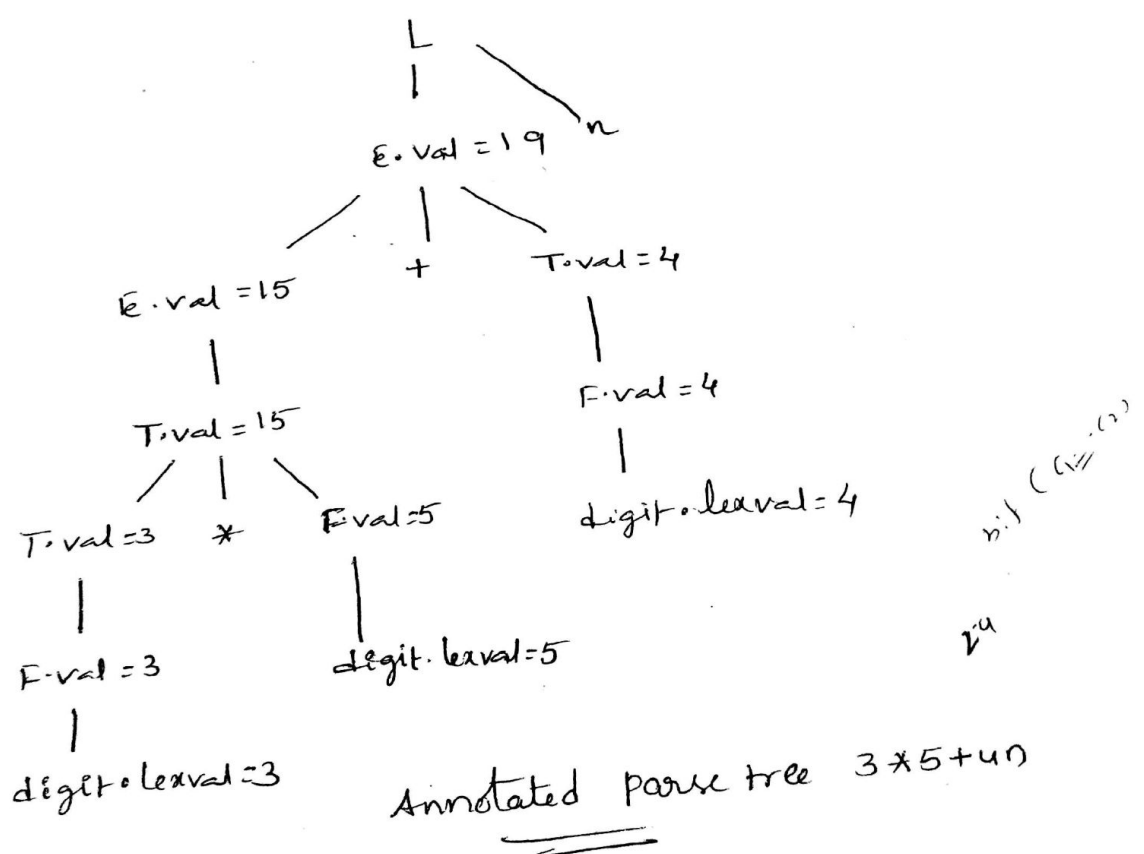 L
E.val = 19 n
E.val = 15 + T.val = 4
T.val = 15 F.val = 4
T.val = 3 * F.val = 5 digit.lexval = 4
F.val = 3 digit.lexval = 5
digit.lexval = 3
Annotated parse tree 3*5+4n